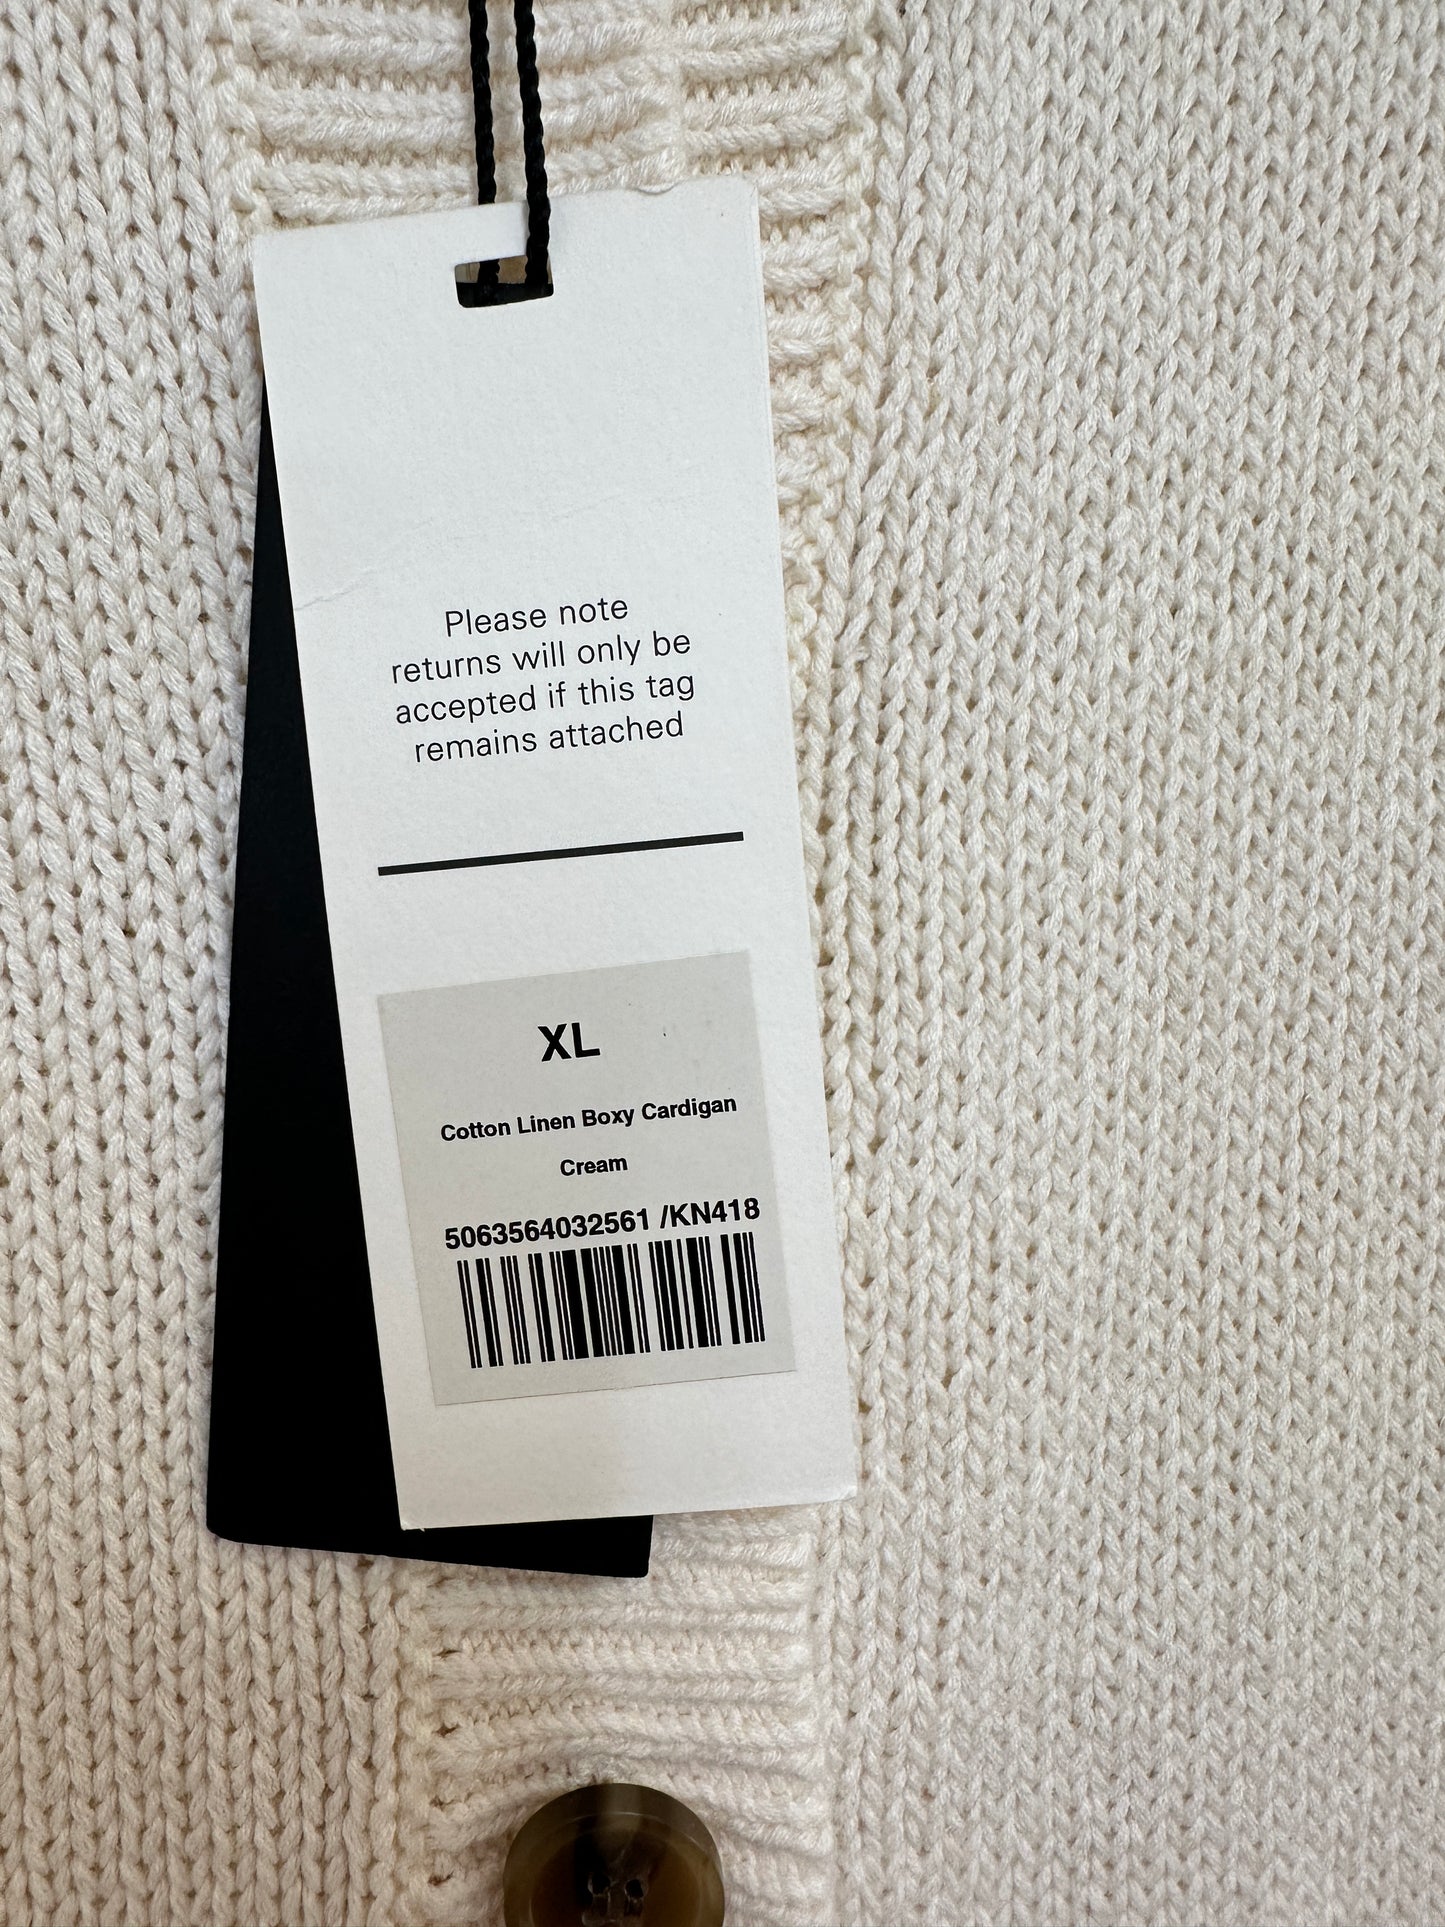 Please note
returns will only be
accepted if this tag
remains attached
XL
Cotton Linen Boxy Cardigan
Cream
5063564032561 /KN418